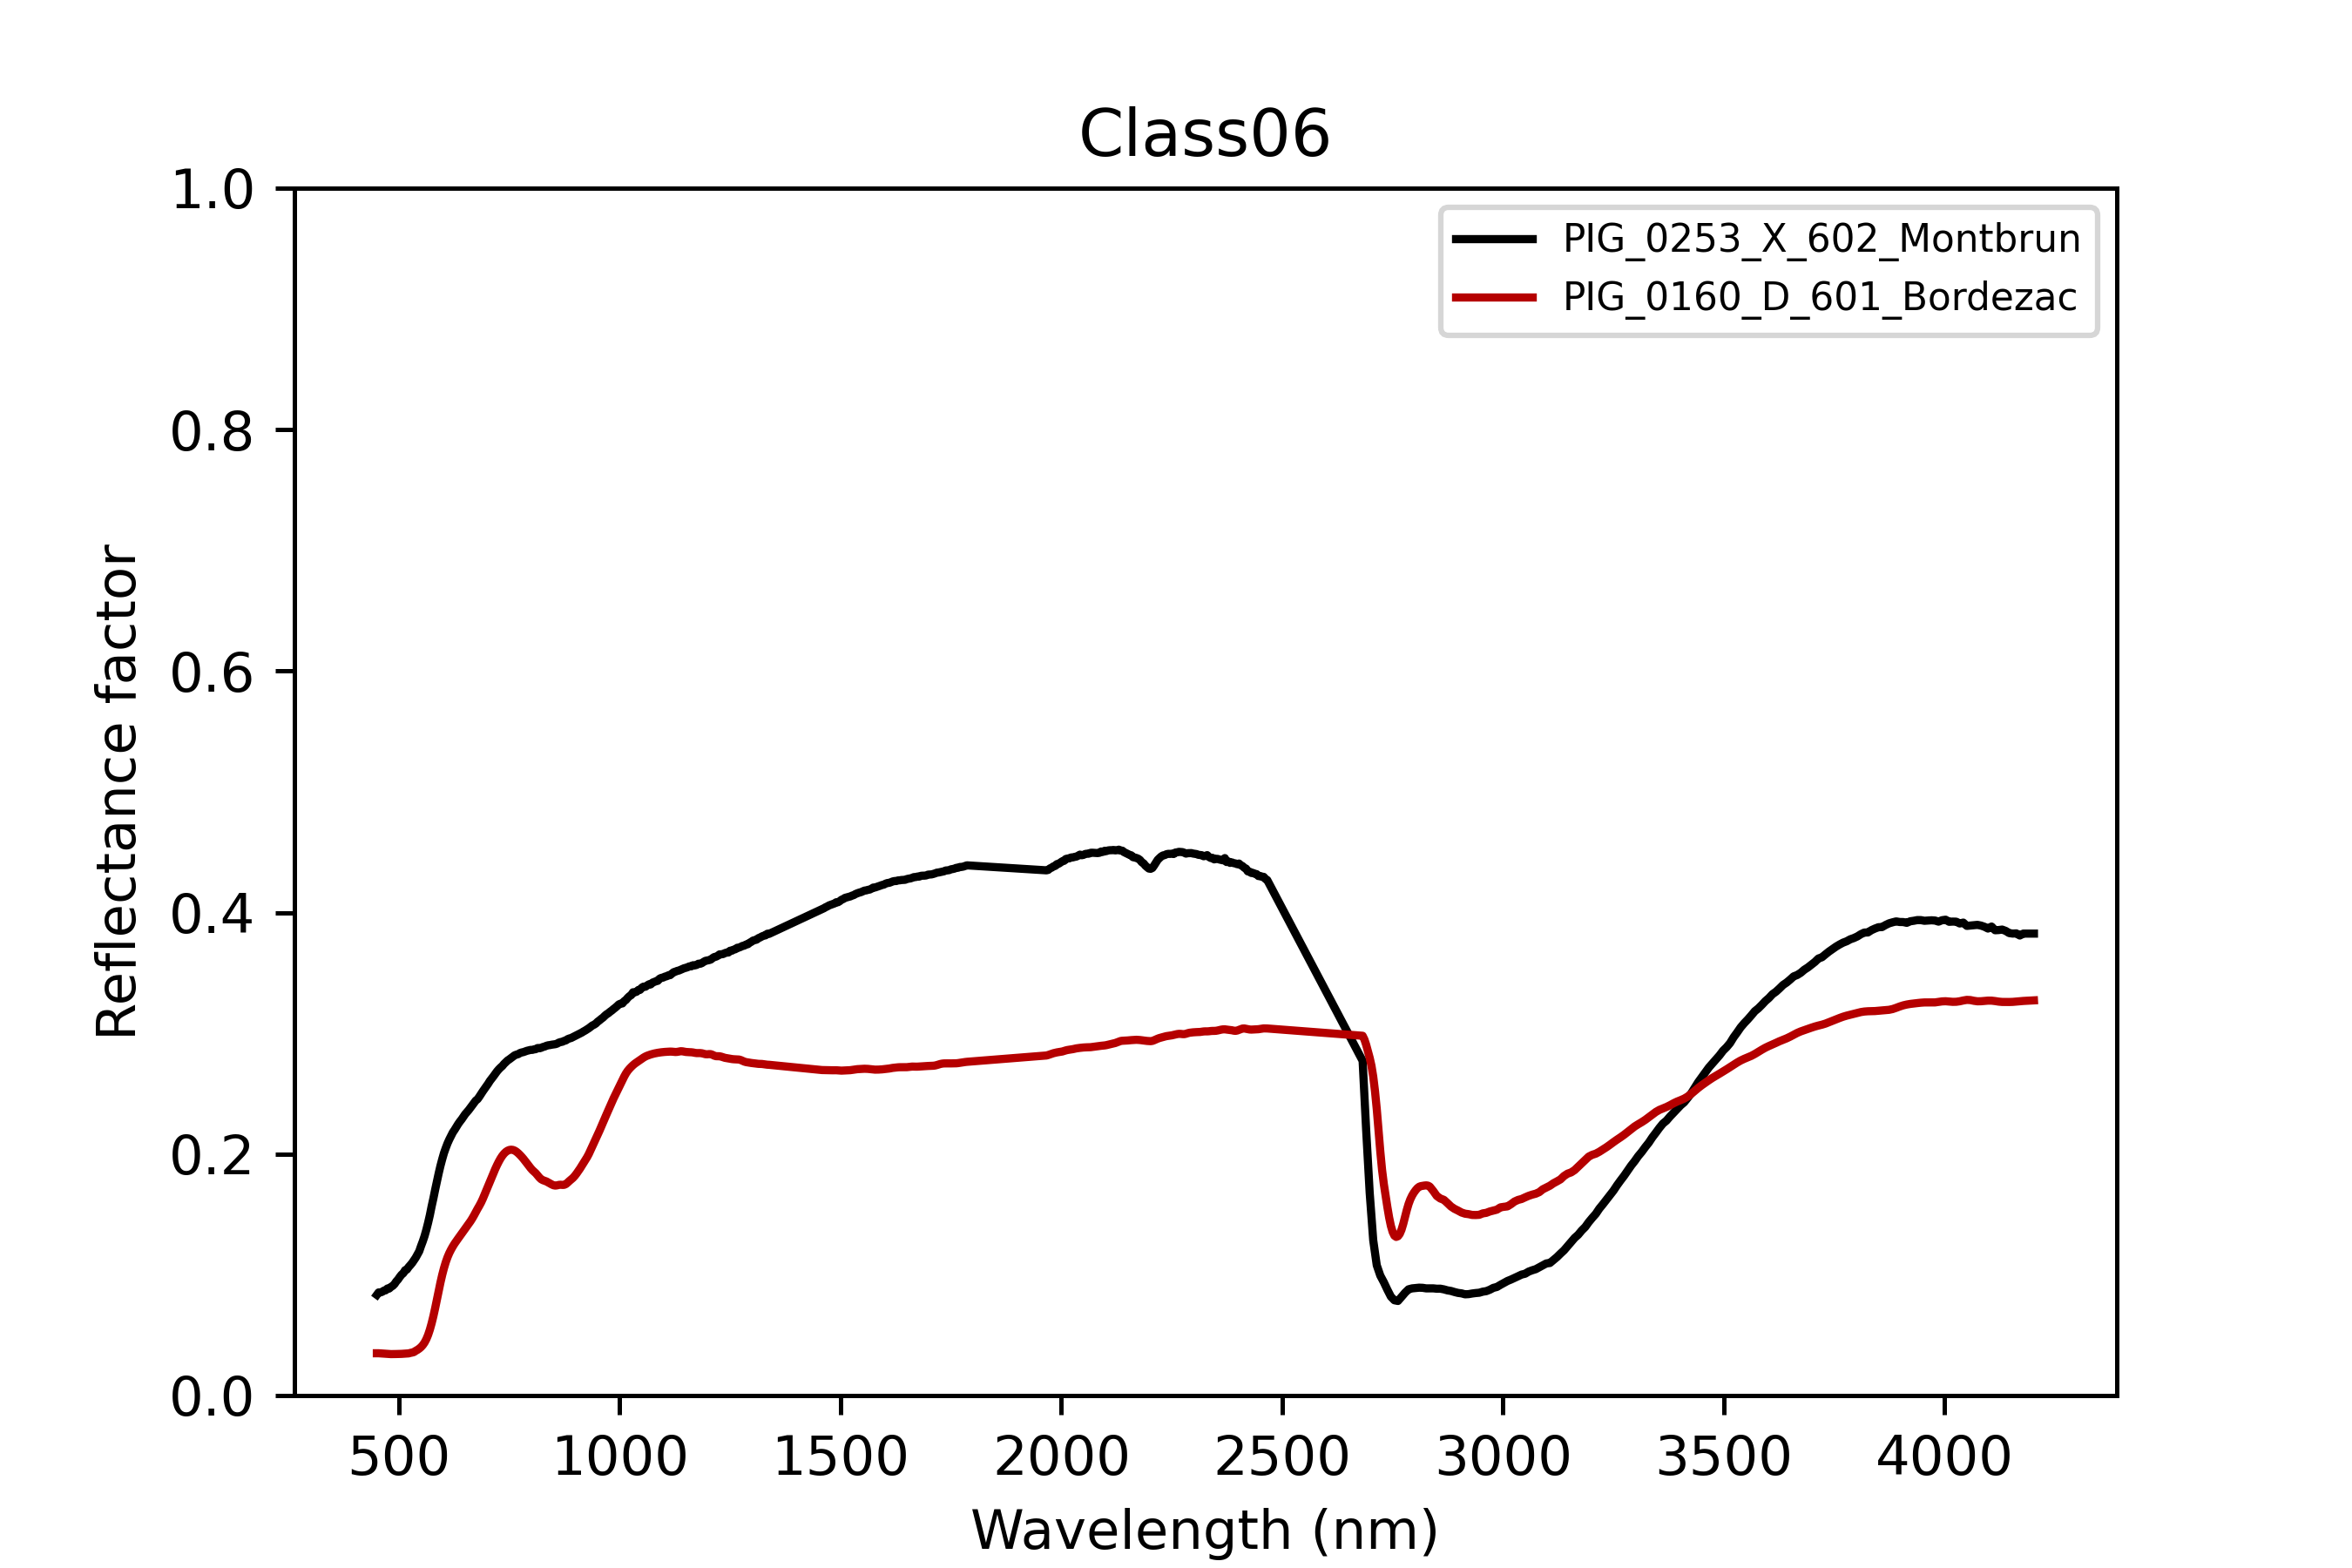 Class06
1.0
0.8
0.6
0.4
0.2
0.0
Reflectance factor
PIG_0253_X_602_Montbrun
PIG_0160_D_601_Bordezac
500 1000 1500 2000 2500 3000 3500 4000
Wavelength (nm)